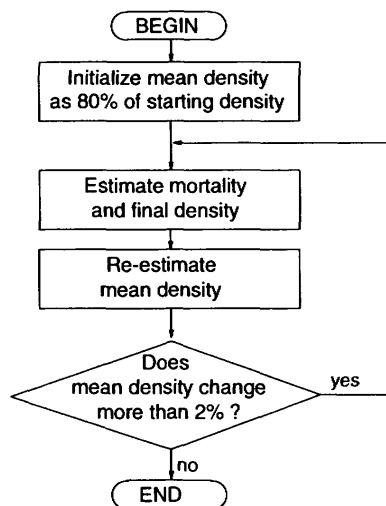 BEGIN
Initialize mean density
as 80% of starting density
Estimate mortality
and final density
Re-estimate
mean density
Does
mean density change
more than 2% ?
yes
no
END